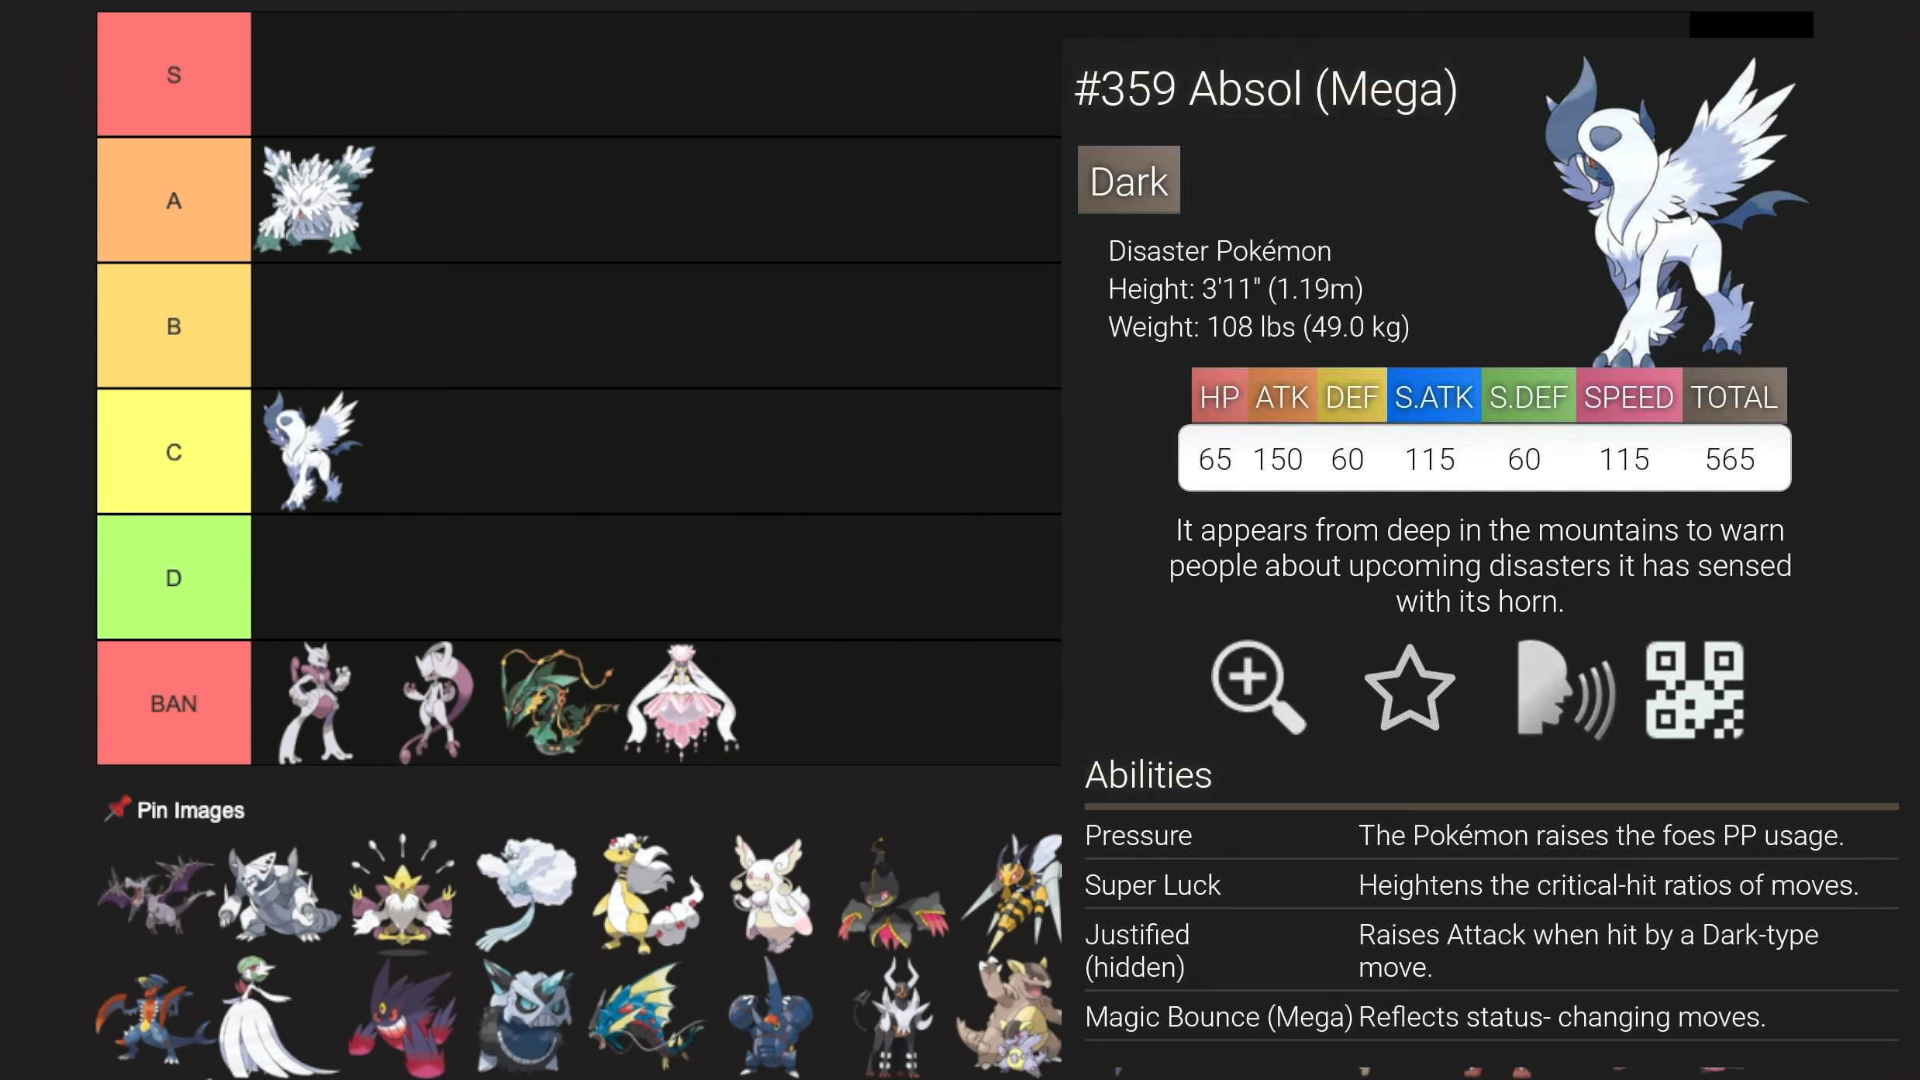 S
A
B
C
D
BAN
Pin Images
#359 Absol (Mega)
Dark
Disaster Pokémon
Height: 3'11" (1.19m)
Weight: 108 lbs (49.0 kg)
HP ATK DEF S.ATK S.DEF SPEED TOTAL
65 150 60 115 60 115 565
It appears from deep in the mountains to warn
people about upcoming disasters it has sensed
with its horn.
Abilities
Pressure The Pokémon raises the foes PP usage.
Super Luck Heightens the critical-hit ratios of moves.
Justified Raises Attack when hit by a Dark-type
(hidden) move.
Magic Bounce (Mega) Reflects status- changing moves.